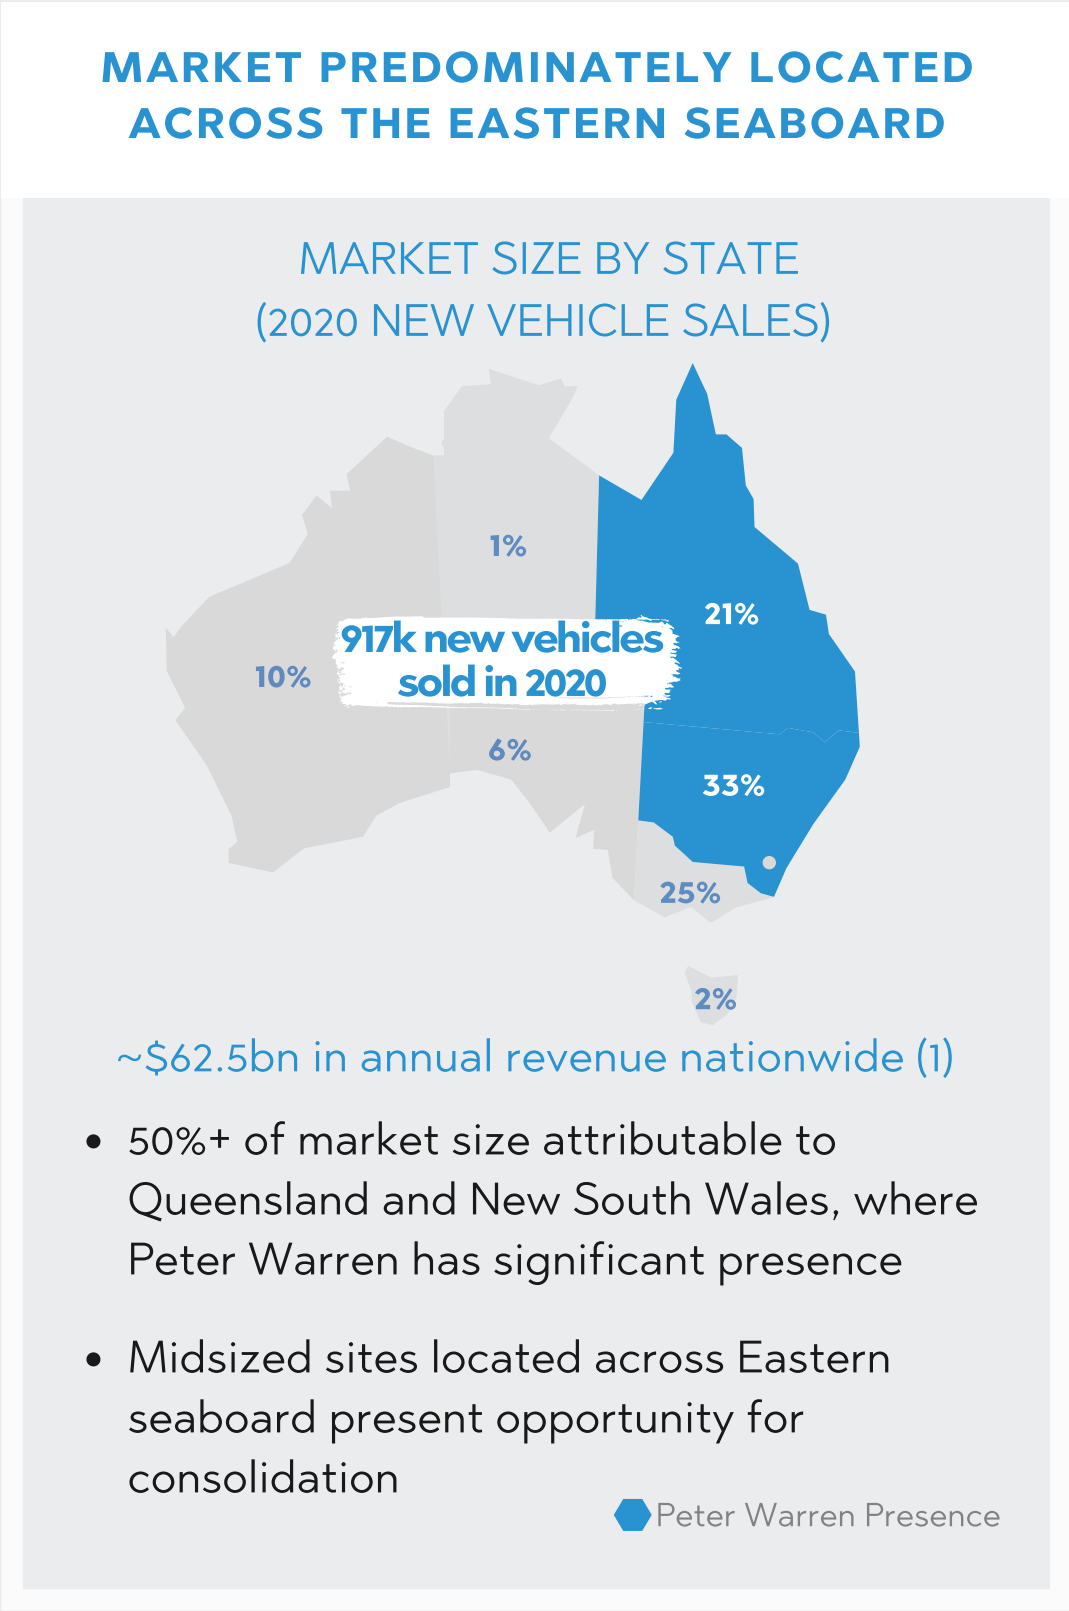 MARKET PREDOMINATELY LOCATED
ACROSS THE EASTERN SEABOARD
MARKET SIZE BY STATE
(2020 NEW VEHICLE SALES)
1%
21%
917k new vehicles
sold in 2020
10%
6%
33%
25%
2%
~$62.5bn in annual revenue nationwide (1)
• 50%+ of market size attributable to
Queensland and New South Wales, where
Peter Warren has significant presence
• Midsized sites located across Eastern
seaboard present opportunity for
consolidation
Peter Warren Presence